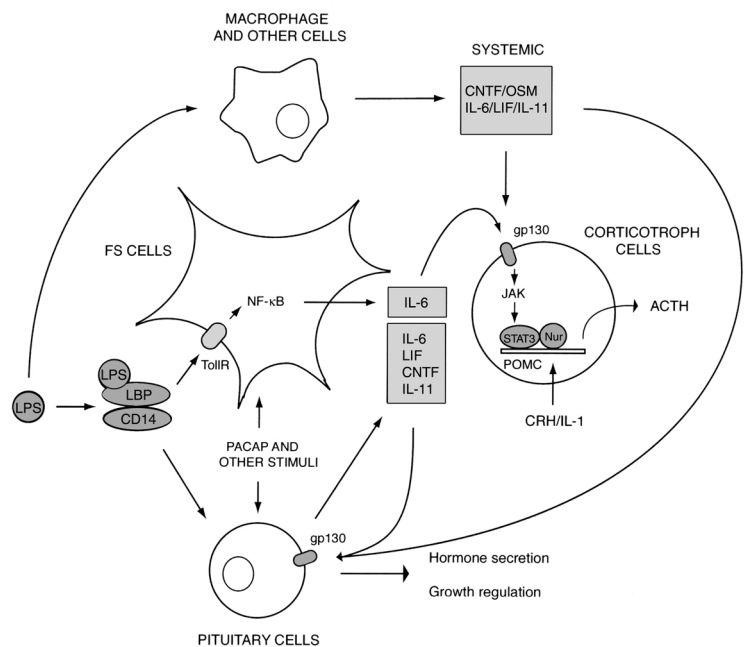 MACROPHAGE
AND OTHER CELLS
SYSTEMIC
CNTF/OSM
IL-6/LIF/IL-11
FS CELLS
gp130
CORTICOTROPH
CELLS
NF-κB
IL-6
JAK
ACTH
TollR
STAT3
Nur
POMC
IL-6
LIF
CNTF
IL-11
LPS
LPS
LBP
CD14
CRH/IL-1
PACAP AND
OTHER STIMULI
gp130
Hormone secretion
Growth regulation
PITUITARY CELLS